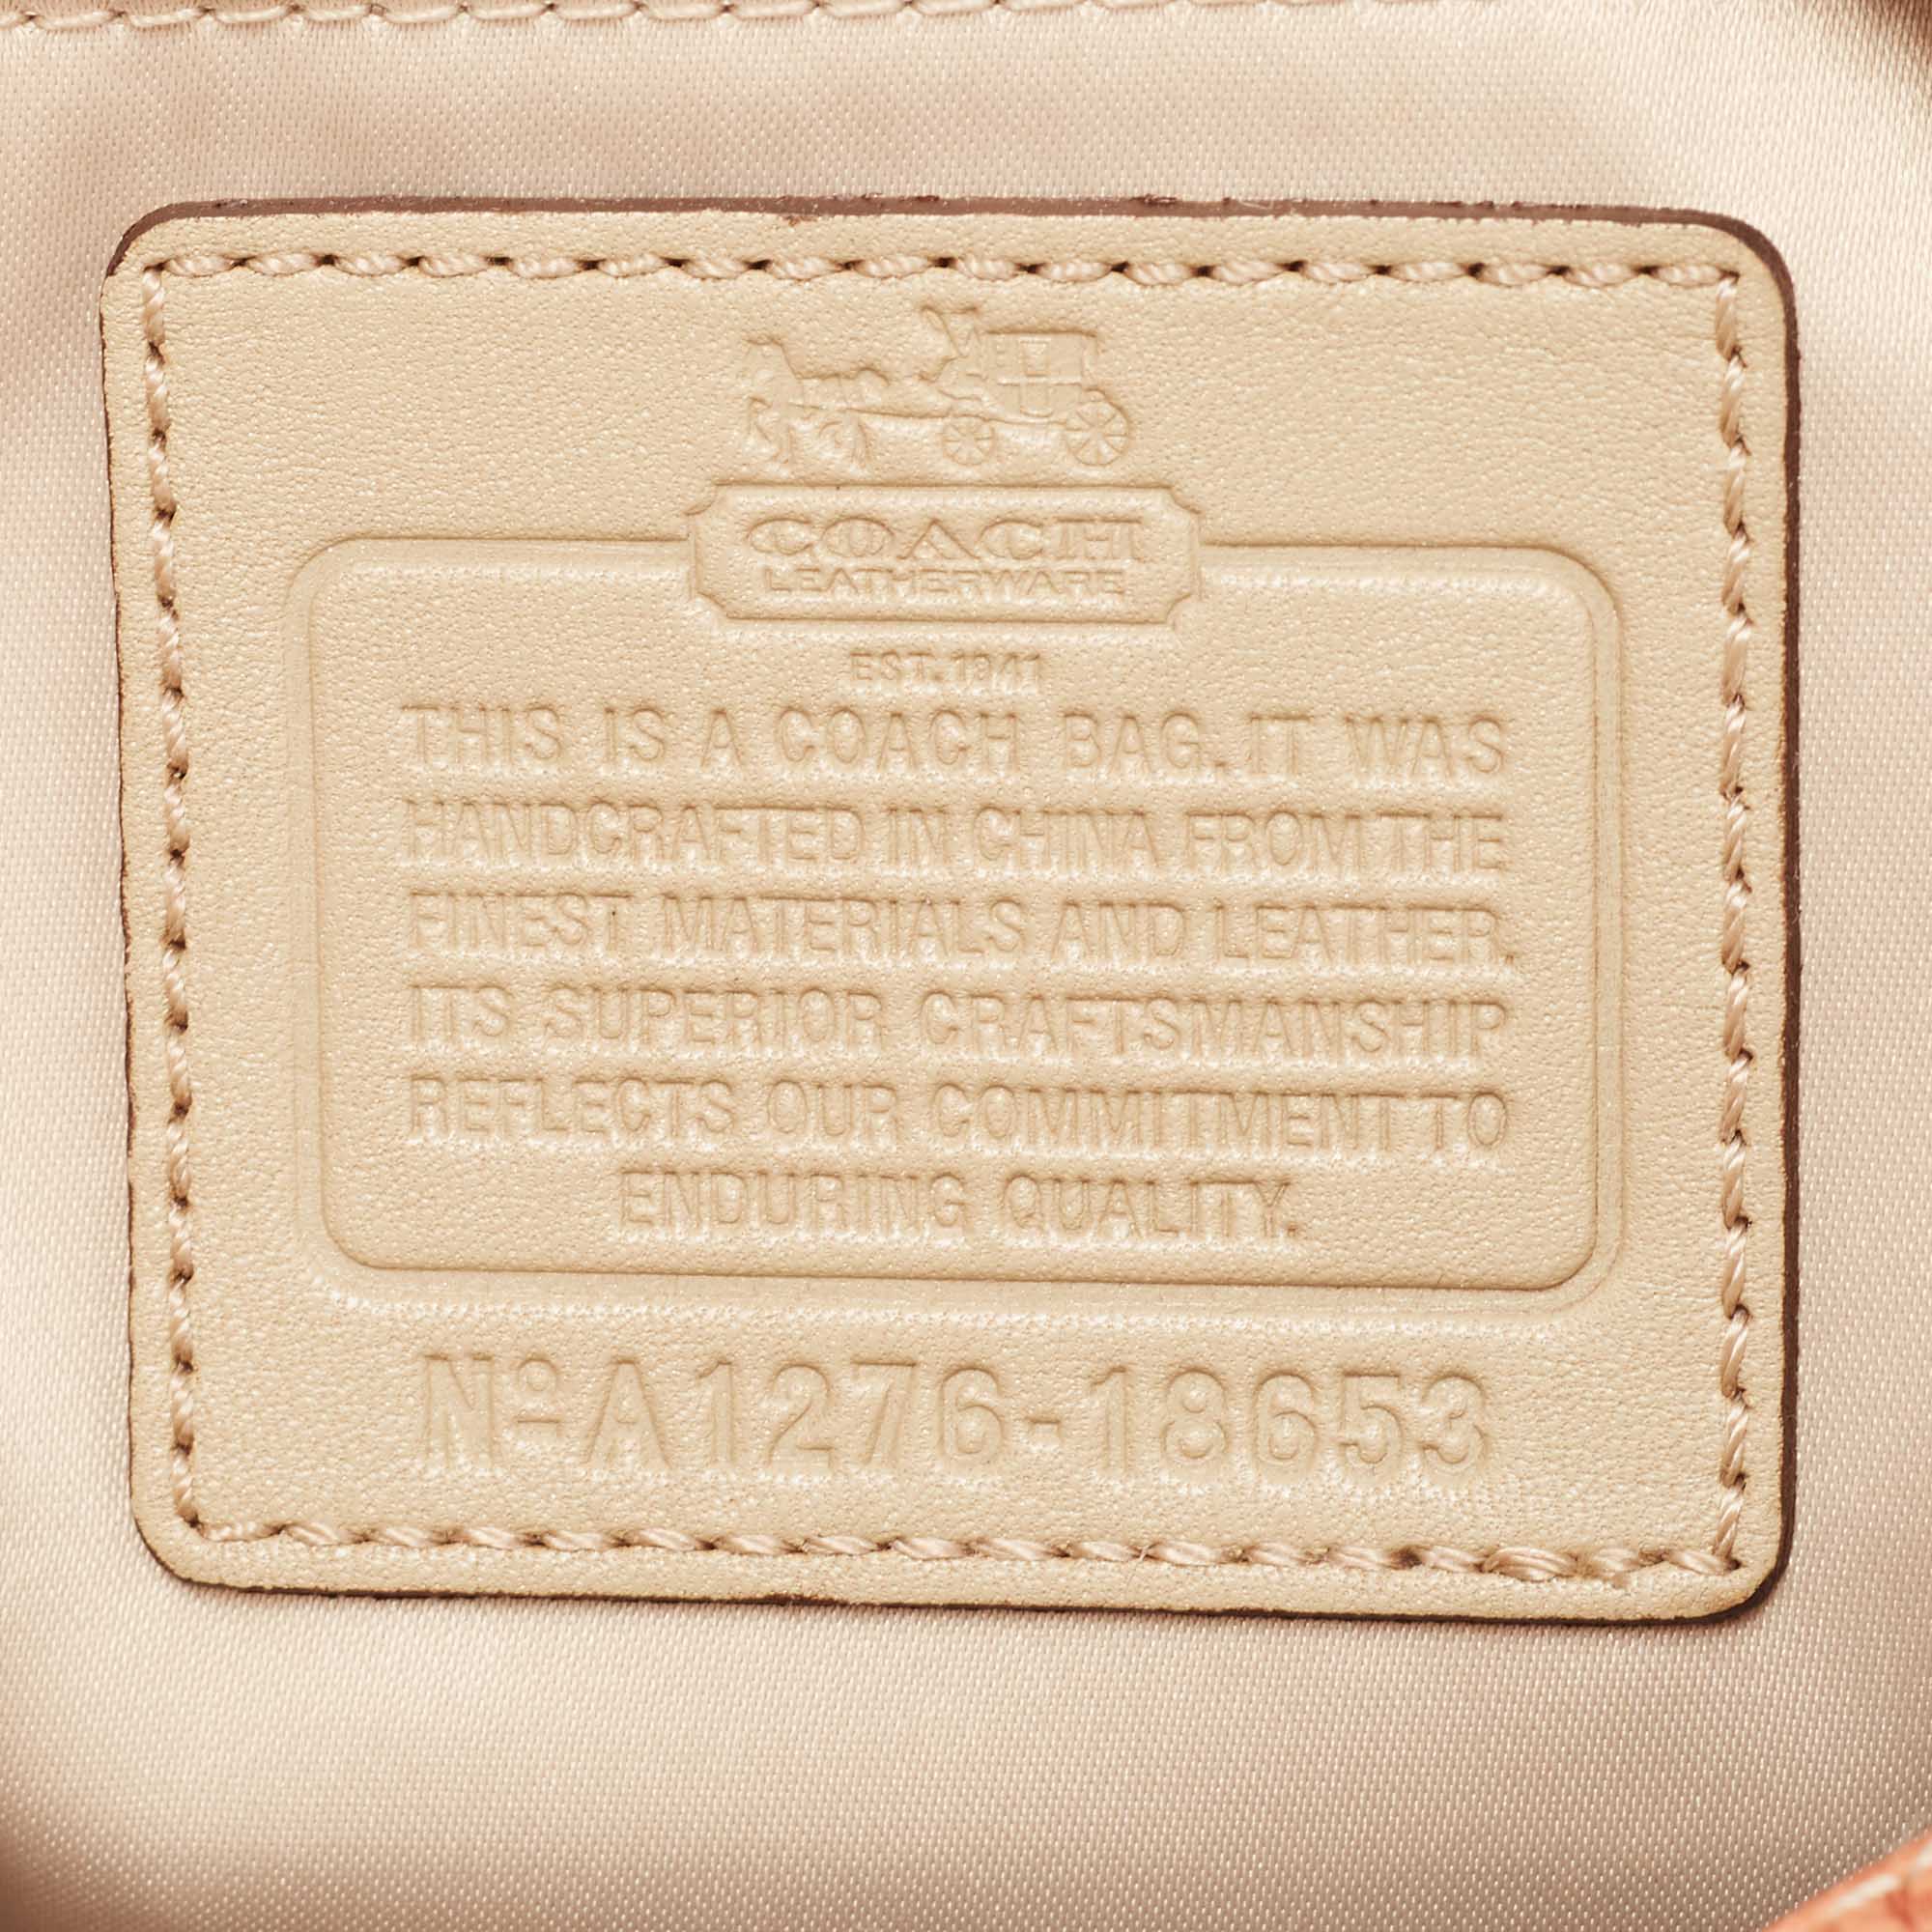 COACH
LEATHERWARE
EST. 1941
THIS IS A COACH BAG. IT WAS
HANDCRAFTED IN CHINA FROM THE
FINEST MATERIALS AND LEATHER.
ITS SUPERIOR CRAFTSMANSHIP
REFLECTS OUR COMMITMENT TO
ENDURING QUALITY.
Nº A1276-18653